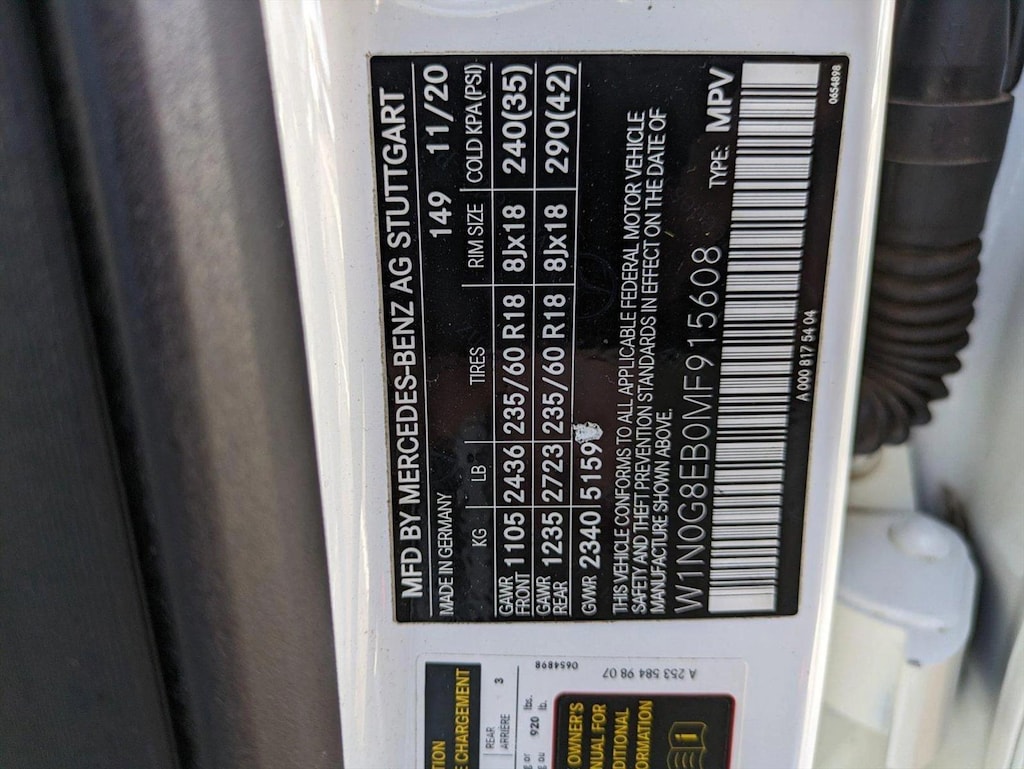 MFD BY MERCEDES-BENZ AG STUTTGART
MADE IN GERMANY 149 11/20
KG LB TIRES RIM SIZE COLD KPA (PSI)
GAWR FRONT 1105 2436 235/60 R18 8Jx18 240(35)
GAWR REAR 1235 2723 235/60 R18 8Jx18 290(42)
GVWR 2340 5159
THIS VEHICLE CONFORMS TO ALL APPLICABLE FEDERAL MOTOR VEHICLE
SAFETY AND THEFT PREVENTION STANDARDS IN EFFECT ON THE DATE OF
MANUFACTURE SHOWN ABOVE.
W1N0G8EB0MF915608 TYPE: MPV
A 000 817 54 04 0654898
CHARGEMENT
REAR
ARRIÈRE 3
920 lbs.
lb.
0654898
A 253 584 98 07
OWNER'S
FOR